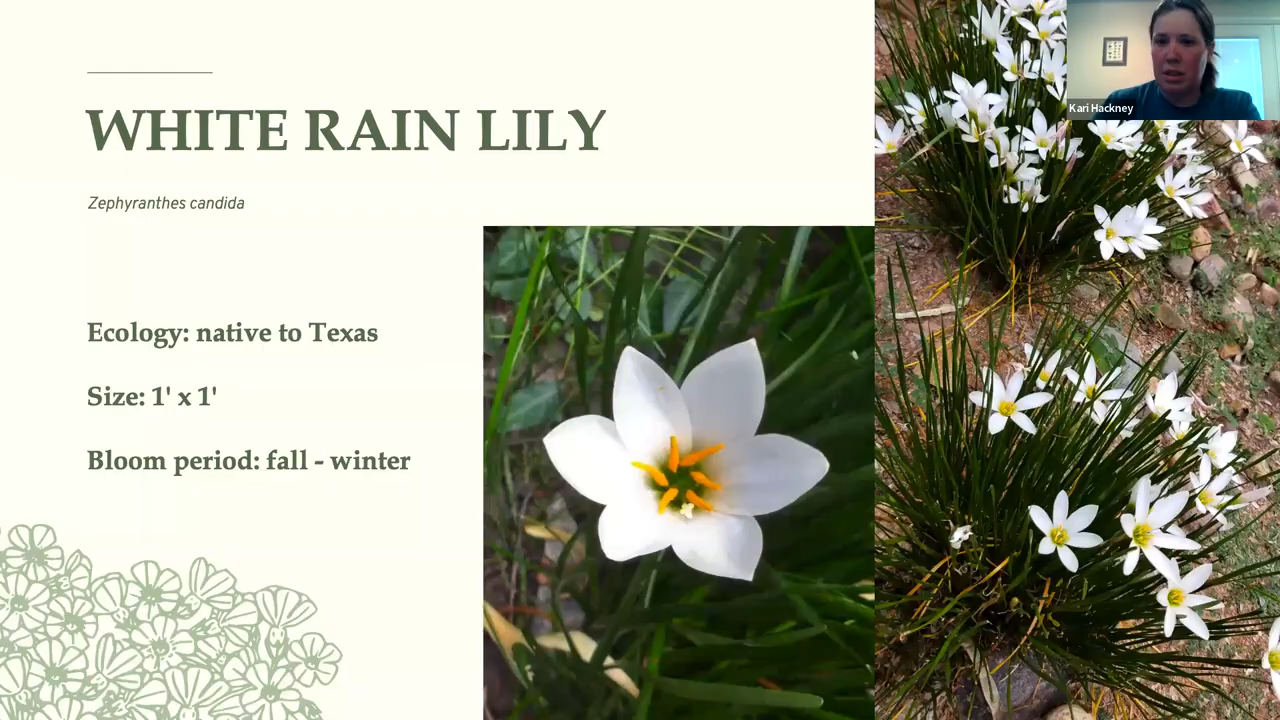 WHITE RAIN LILY
Zephyranthes candida
Ecology: native to Texas
Size: 1' x 1'
Bloom period: fall - winter
Kari Hackney